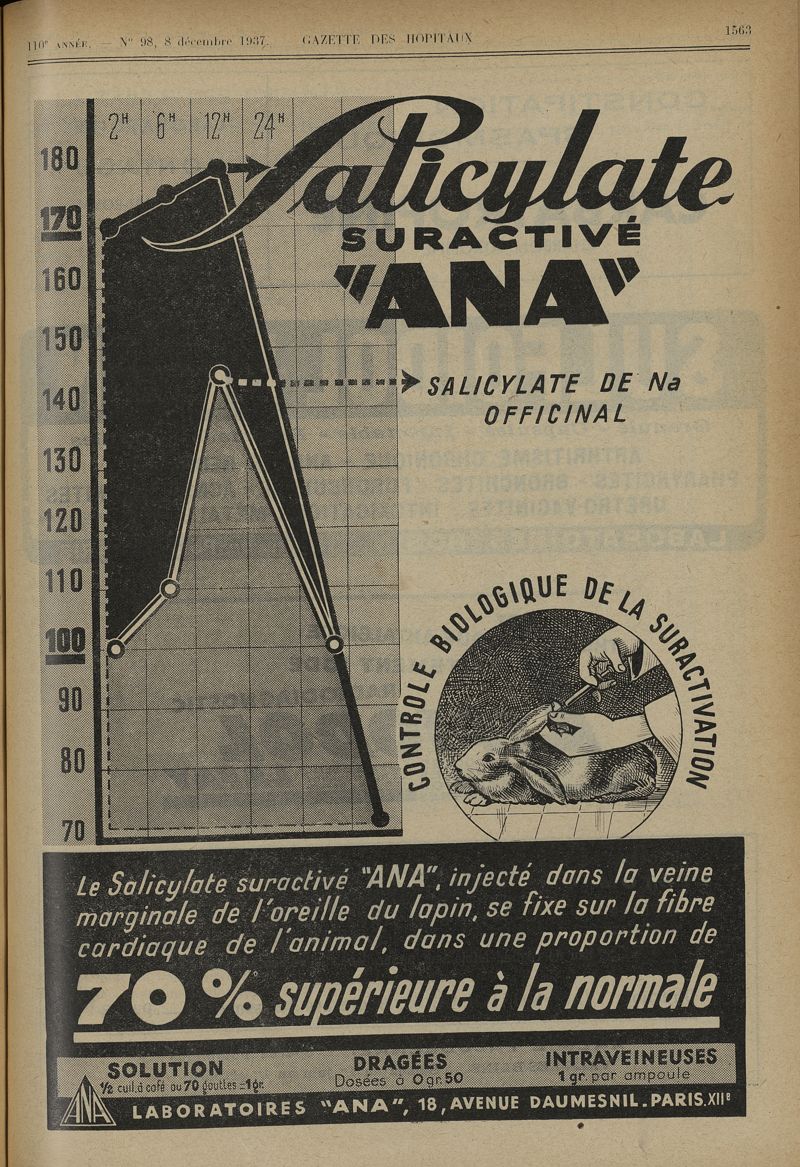 110e ANNÉE. — N° 98, 8 décembre 1937. GAZETTE DES HOPITAUX 1563
2H 6H 12H 24H
Salicylate
SURACTIVÉ
"ANA"
180
170
160
150
140
130
120
110
100
90
80
70
SALICYLATE DE Na
OFFICINAL
CONTROLE BIOLOGIQUE DE LA SURACTIVATION
Le Salicylate suractivé "ANA", injecté dans la veine
marginale de l'oreille du lapin, se fixe sur la fibre
cardiaque de l'animal, dans une proportion de
70 % supérieure à la normale
SOLUTION
½ cuil. à café ou 70 gouttes = 1 gr.
DRAGÉES
Dosées à 0 gr. 50
INTRAVEINEUSES
1 gr. par ampoule
ANA
LABORATOIRES "ANA", 18, AVENUE DAUMESNIL_PARIS.XIIe